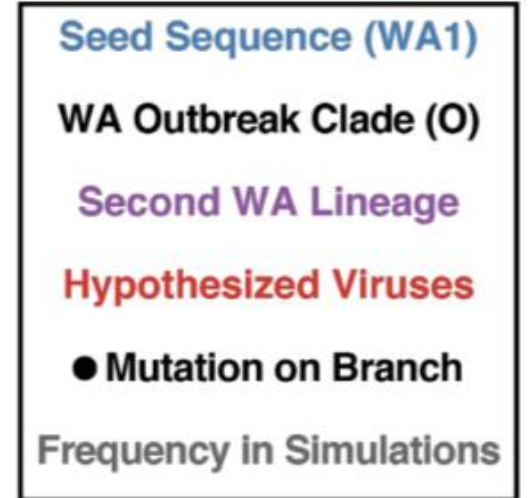 Seed Sequence (WA1)
WA Outbreak Clade (O)
Second WA Lineage
Hypothesized Viruses
● Mutation on Branch
Frequency in Simulations